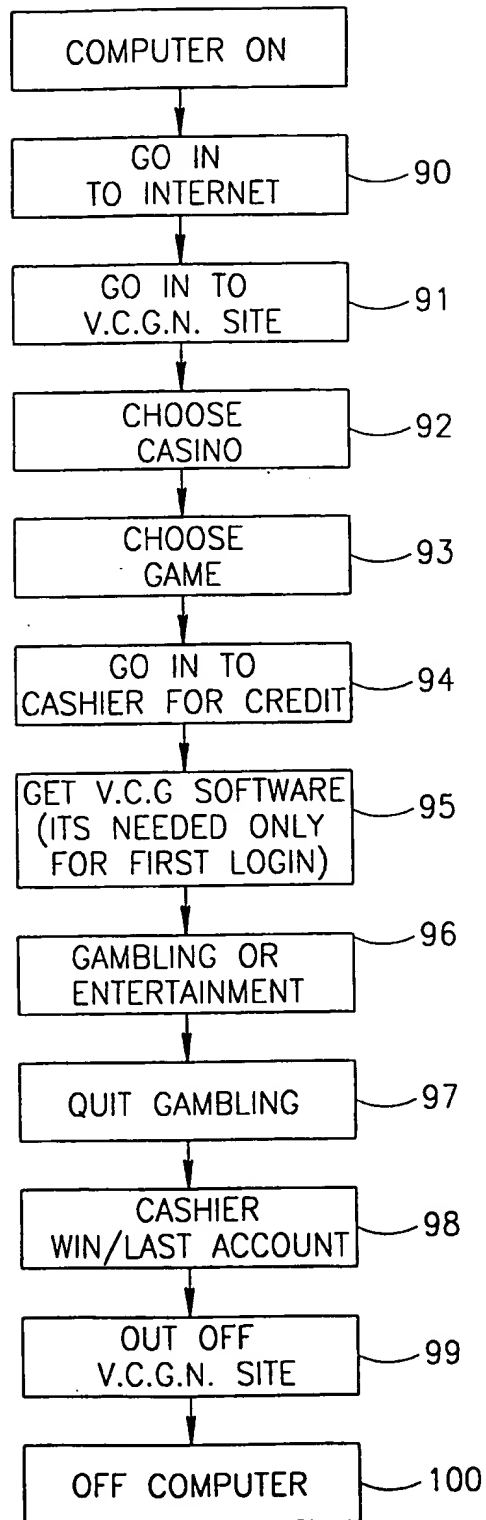 COMPUTER ON
GO IN
TO INTERNET
90
GO IN TO
V.C.G.N. SITE
91
CHOOSE
CASINO
92
CHOOSE
GAME
93
GO IN TO
CASHIER FOR CREDIT
94
GET V.C.G SOFTWARE
(ITS NEEDED ONLY
FOR FIRST LOGIN)
95
GAMBLING OR
ENTERTAINMENT
96
QUIT GAMBLING
97
CASHIER
WIN/LAST ACCOUNT
98
OUT OFF
V.C.G.N. SITE
99
OFF COMPUTER
100